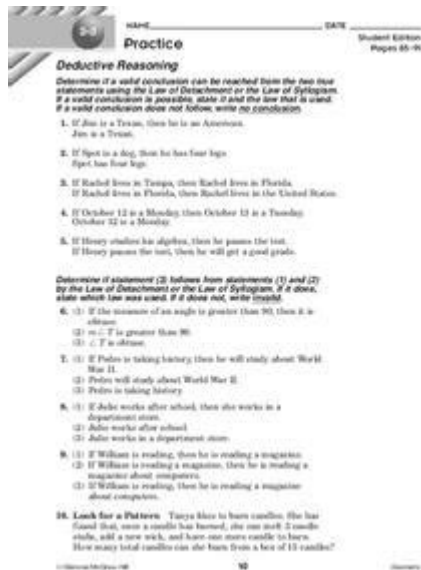 NAME DATE
2-3 Practice
Student Edition
Pages 85-91
Deductive Reasoning
Determine if a valid conclusion can be reached from the two true
statements using the Law of Detachment or the Law of Syllogism.
If a valid conclusion is possible, state it and the law that is used.
If a valid conclusion does not follow, write no conclusion.
1. If Jim is a Texan, then he is an American.
Jim is a Texan.
2. If Spot is a dog, then he has four legs.
Spot has four legs.
3. If Rachel lives in Tampa, then Rachel lives in Florida.
If Rachel lives in Florida, then Rachel lives in the United States.
4. If October 12 is a Monday, then October 13 is a Tuesday.
October 12 is a Monday.
5. If Henry studies his algebra, then he passes the test.
If Henry passes the test, then he will get a good grade.
Determine if statement (3) follows from statements (1) and (2)
by the Law of Detachment or the Law of Syllogism. If it does,
state which law was used. If it does not, write invalid.
6. (1) If the measure of an angle is greater than 90, then it is
obtuse.
(2) m∠T is greater than 90.
(3) ∠T is obtuse.
7. (1) If Pedro is taking history, then he will study about World
War II.
(2) Pedro will study about World War II.
(3) Pedro is taking history.
8. (1) If Julie works after school, then she works in a
department store.
(2) Julie works after school.
(3) Julie works in a department store.
9. (1) If William is reading, then he is reading a magazine.
(2) If William is reading a magazine, then he is reading a
magazine about computers.
(3) If William is reading, then he is reading a magazine
about computers.
10. Look for a Pattern Tanya likes to burn candles. She has
found that, once a candle has burned, she can melt 3 candle
stubs, add a new wick, and have one more candle to burn.
How many total candles can she burn from a box of 15 candles?
Glencoe/McGraw-Hill 10 Geometry